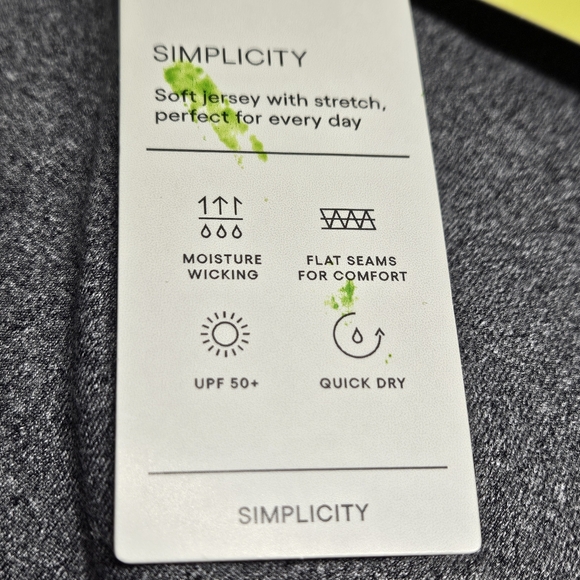 SIMPLICITY
Soft jersey with stretch,
perfect for every day
MOISTURE
WICKING
FLAT SEAMS
FOR COMFORT
UPF 50+
QUICK DRY
SIMPLICITY